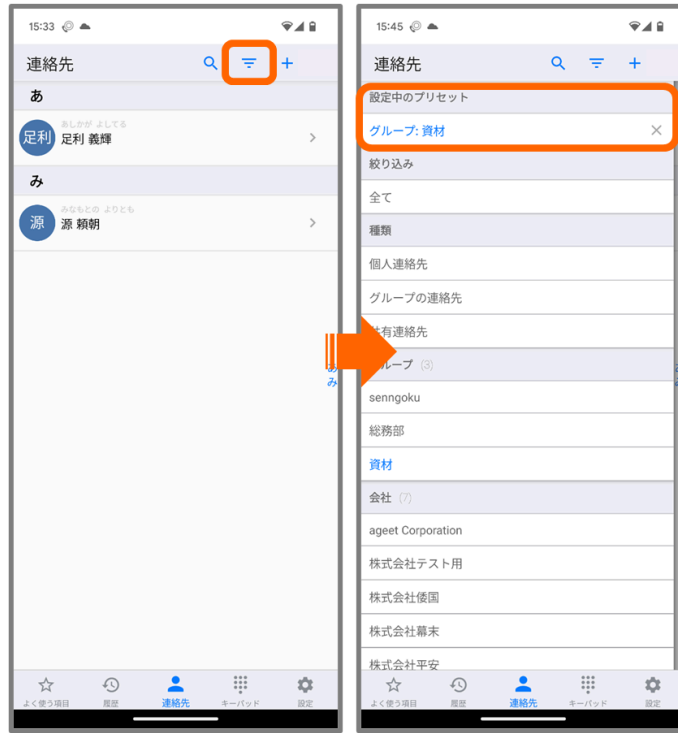 15:33
連絡先
あ
足利
あしかが よしてる
足利 義輝
み
源
みなもとの よりとも
源 頼朝
あ
み
よく使う項目
履歴
連絡先
キーパッド
設定
15:45
連絡先
設定中のプリセット
グループ: 資材
絞り込み
全て
種類
個人連絡先
グループの連絡先
有連絡先
ループ (3)
senngoku
総務部
資材
会社 (7)
ageet Corporation
株式会社テスト用
株式会社倭国
株式会社幕末
株式会社平安
よく使う項目
履歴
連絡先
キーパッド
設定